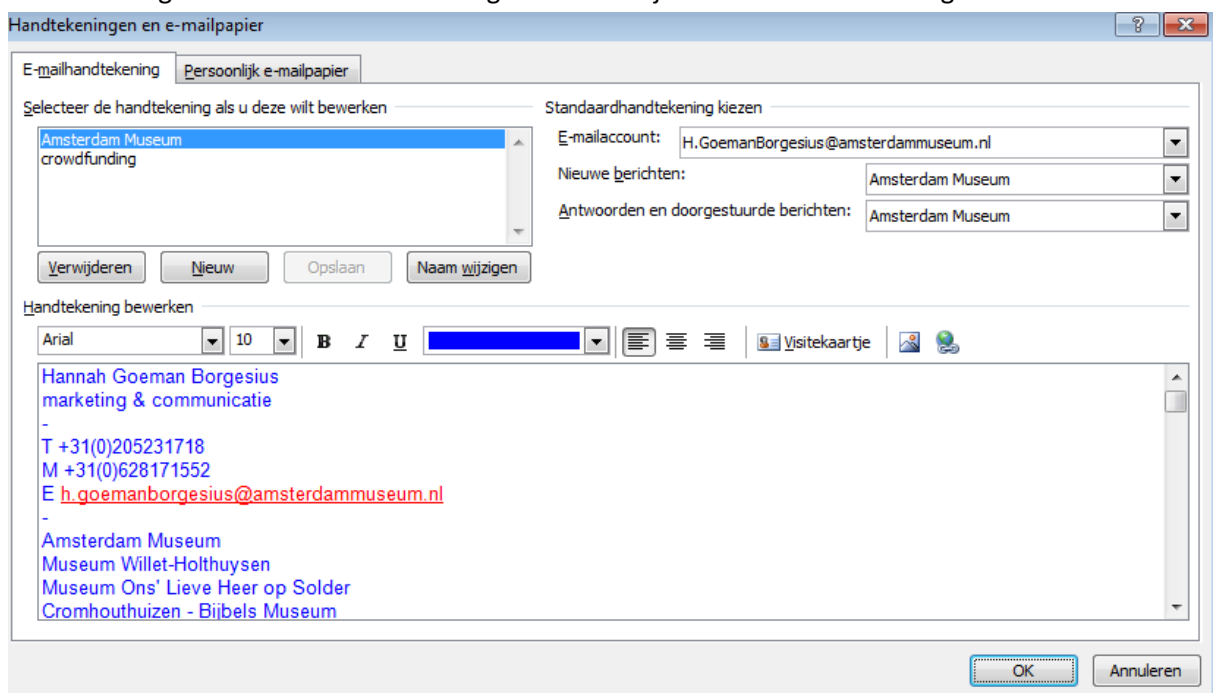 Handtekeningen en e-mailpapier
E-mailhandtekening
Persoonlijk e-mailpapier
Selecteer de handtekening als u deze wilt bewerken
Amsterdam Museum
crowdfunding
Verwijderen
Nieuw
Opslaan
Naam wijzigen
Standaardhandtekening kiezen
E-mailaccount: H.GoemanBorgesius@amsterdammuseum.nl
Nieuwe berichten: Amsterdam Museum
Antwoorden en doorgestuurde berichten: Amsterdam Museum
Handtekening bewerken
Arial 10 B I U Visitekaartje
Hannah Goeman Borgesius
marketing & communicatie
-
T +31(0)205231718
M +31(0)628171552
E h.goemanborgesius@amsterdammuseum.nl
-
Amsterdam Museum
Museum Willet-Holthuysen
Museum Ons' Lieve Heer op Solder
Cromhouthuizen - Bijbels Museum
OK
Annuleren